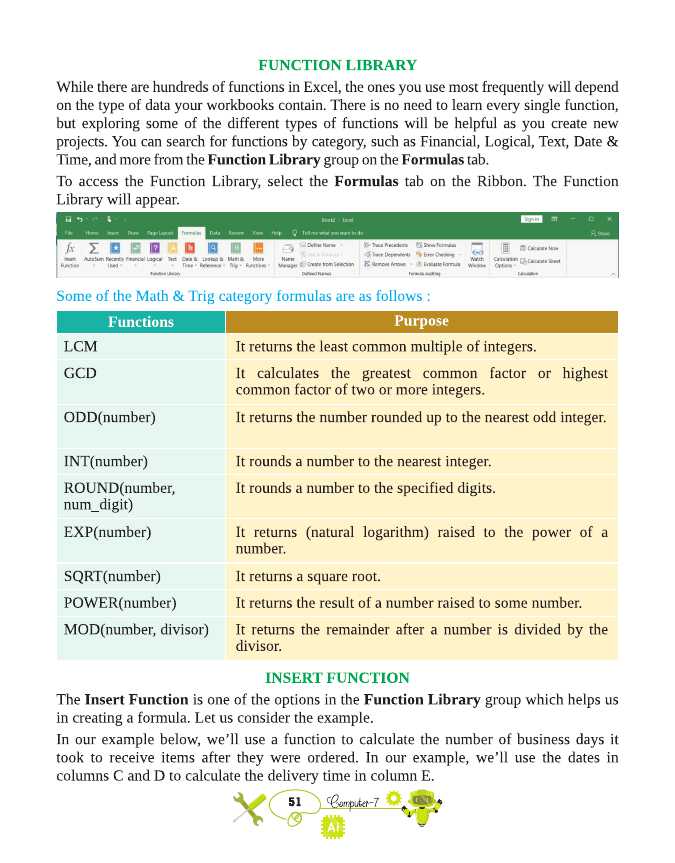 FUNCTION LIBRARY
While there are hundreds of functions in Excel, the ones you use most frequently will depend
on the type of data your workbooks contain. There is no need to learn every single function,
but exploring some of the different types of functions will be helpful as you create new
projects. You can search for functions by category, such as Financial, Logical, Text, Date &
Time, and more from the Function Library group on the Formulas tab.
To access the Function Library, select the Formulas tab on the Ribbon. The Function
Library will appear.
Book2 - Excel
Sign in
File Home Insert Draw Page Layout Formulas Data Review View Help Tell me what you want to do
Share
fx Insert Function
AutoSum Recently Used Financial Logical Text Date & Time Lookup & Reference Math & Trig More Functions
Function Library
Name Manager
Define Name
Create from Selection
Defined Names
Trace Precedents
Trace Dependents
Remove Arrows
Show Formulas
Error Checking
Evaluate Formula
Watch Window
Formula Auditing
Calculation Options
Calculate Now
Calculate Sheet
Calculation
Some of the Math & Trig category formulas are as follows :
Functions Purpose
LCM It returns the least common multiple of integers.
GCD It calculates the greatest common factor or highest
common factor of two or more integers.
ODD(number) It returns the number rounded up to the nearest odd integer.
INT(number) It rounds a number to the nearest integer.
ROUND(number, It rounds a number to the specified digits.
num_digit)
EXP(number) It returns (natural logarithm) raised to the power of a
number.
SQRT(number) It returns a square root.
POWER(number) It returns the result of a number raised to some number.
MOD(number, divisor) It returns the remainder after a number is divided by the
divisor.
INSERT FUNCTION
The Insert Function is one of the options in the Function Library group which helps us
in creating a formula. Let us consider the example.
In our example below, we’ll use a function to calculate the number of business days it
took to receive items after they were ordered. In our example, we’ll use the dates in
columns C and D to calculate the delivery time in column E.
51 Computer-7
AI